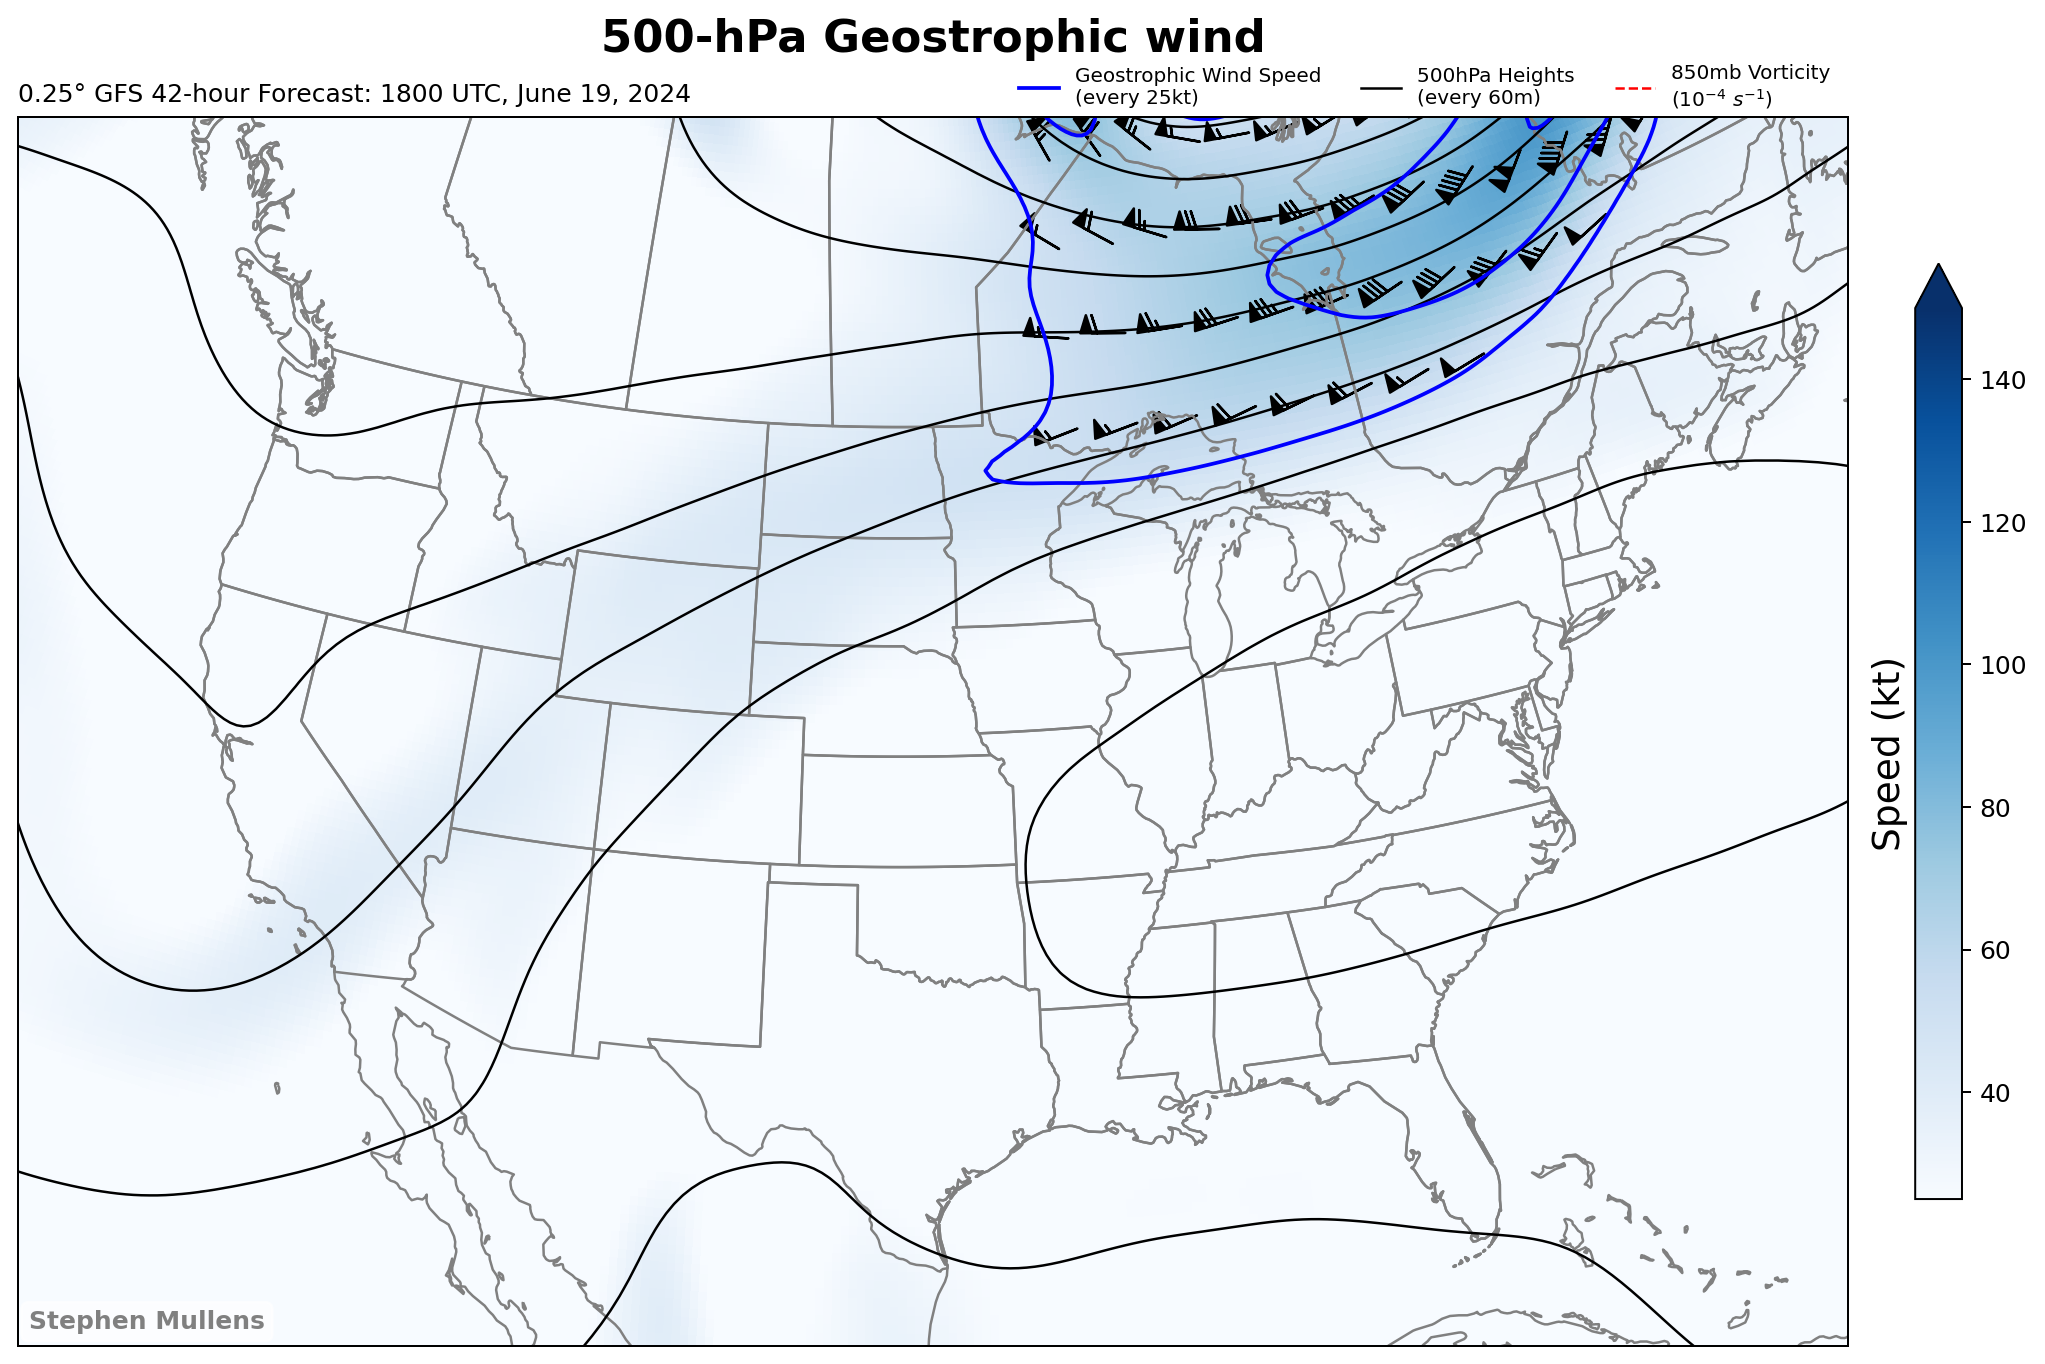 500-hPa Geostrophic wind
0.25° GFS 42-hour Forecast: 1800 UTC, June 19, 2024
Geostrophic Wind Speed
(every 25kt)
500hPa Heights
(every 60m)
850mb Vorticity
(10⁻⁴ s⁻¹)
140
120
100
80
60
40
Speed (kt)
Stephen Mullens